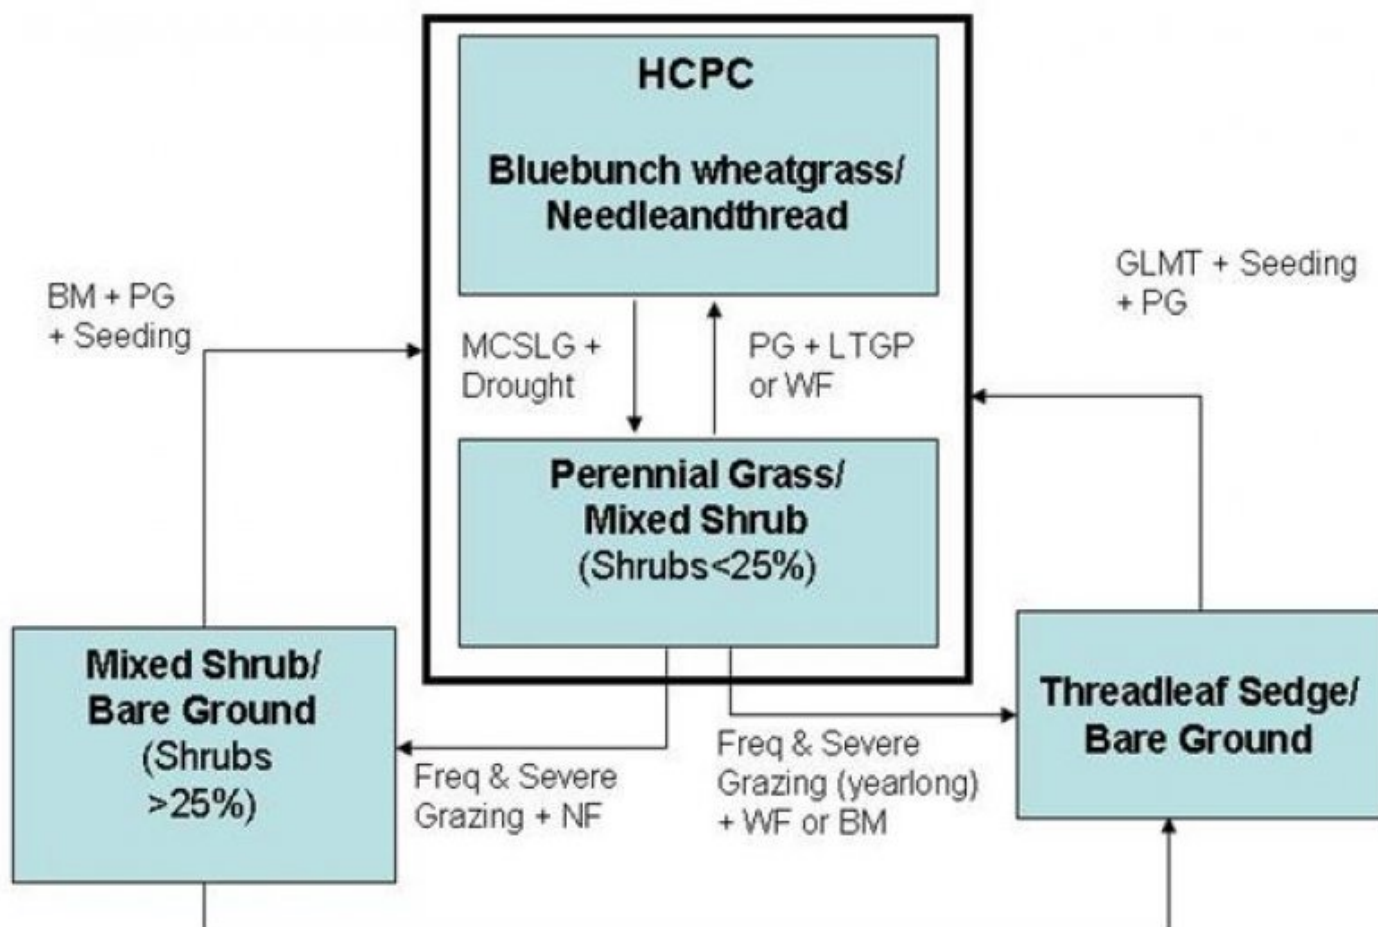 HCPC
Bluebunch wheatgrass/
Needleandthread
BM + PG
+ Seeding
GLMT + Seeding
+ PG
MCSLG +
Drought
PG + LTGP
or WF
Perennial Grass/
Mixed Shrub
(Shrubs<25%)
Mixed Shrub/
Bare Ground
(Shrubs
>25%)
Threadleaf Sedge/
Bare Ground
Freq & Severe
Grazing + NF
Freq & Severe
Grazing (yearlong)
+ WF or BM